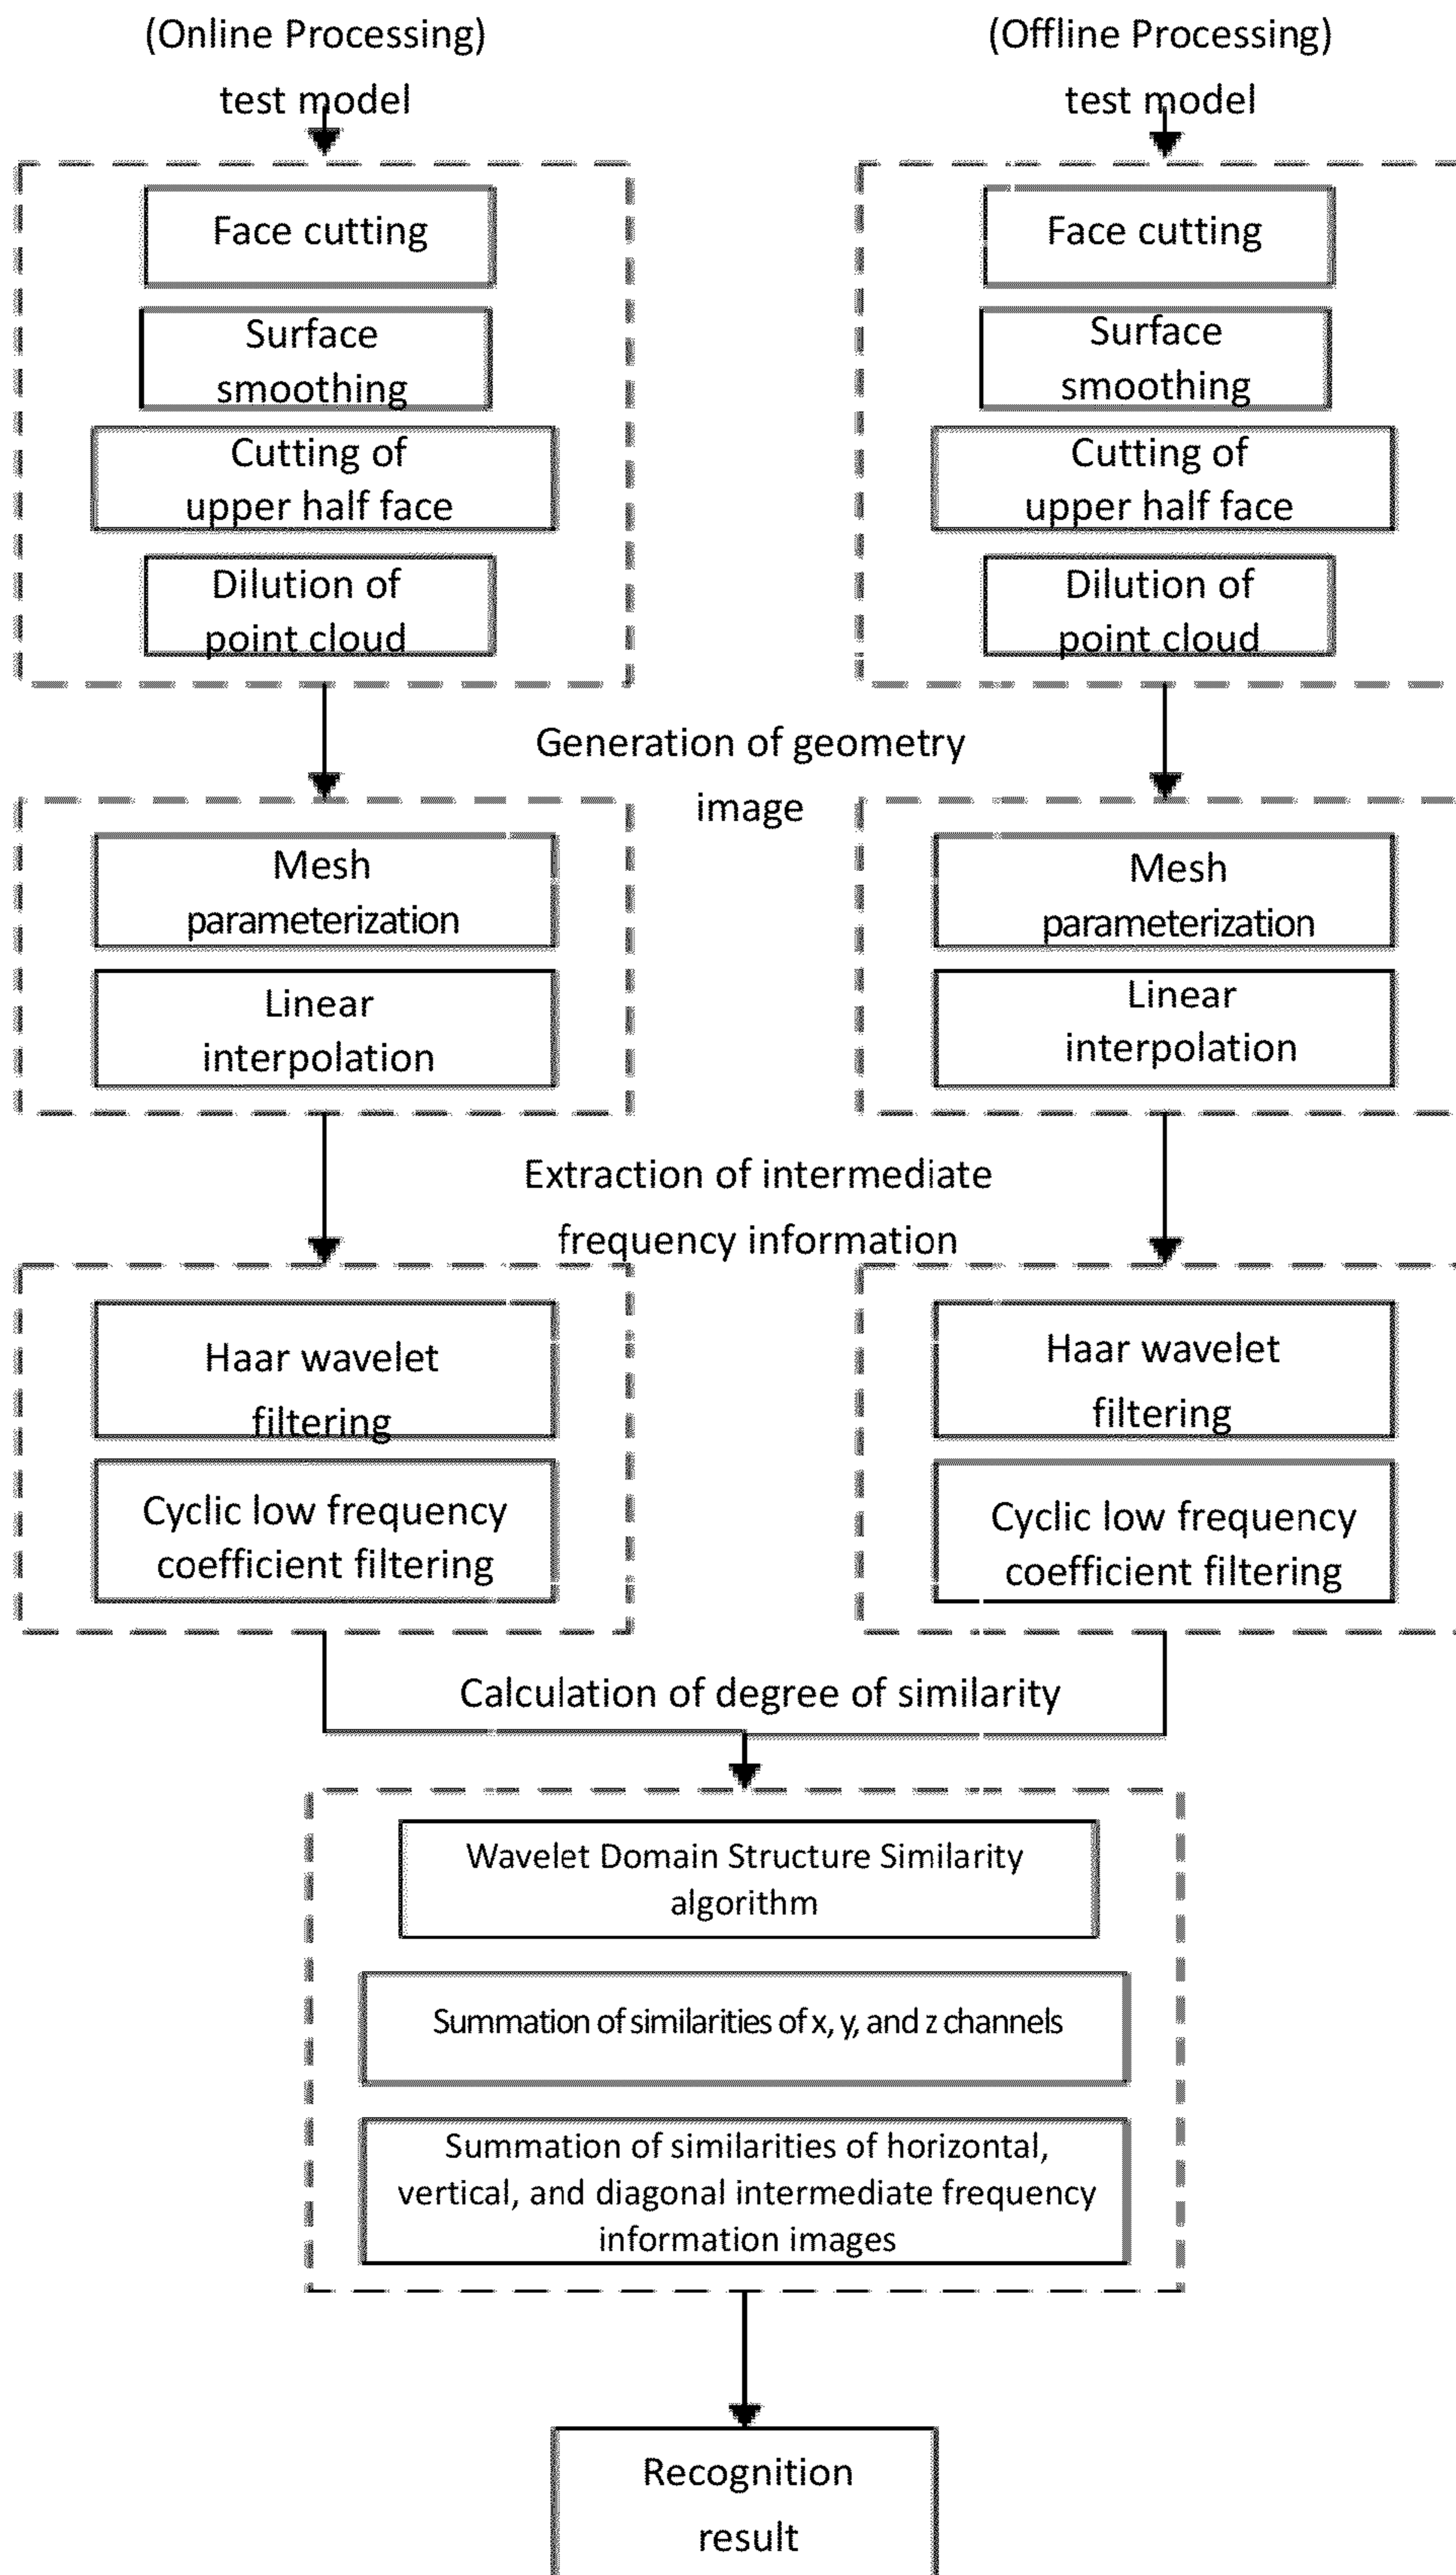 (Online Processing)
test model
(Offline Processing)
test model
Face cutting
Surface
smoothing
Cutting of
upper half face
Dilution of
point cloud
Face cutting
Surface
smoothing
Cutting of
upper half face
Dilution of
point cloud
Generation of geometry
image
Mesh
parameterization
Linear
interpolation
Mesh
parameterization
Linear
interpolation
Extraction of intermediate
frequency information
Haar wavelet
filtering
Cyclic low frequency
coefficient filtering
Haar wavelet
filtering
Cyclic low frequency
coefficient filtering
Calculation of degree of similarity
Wavelet Domain Structure Similarity
algorithm
Summation of similarities of x, y, and z channels
Summation of similarities of horizontal,
vertical, and diagonal intermediate frequency
information images
Recognition
result